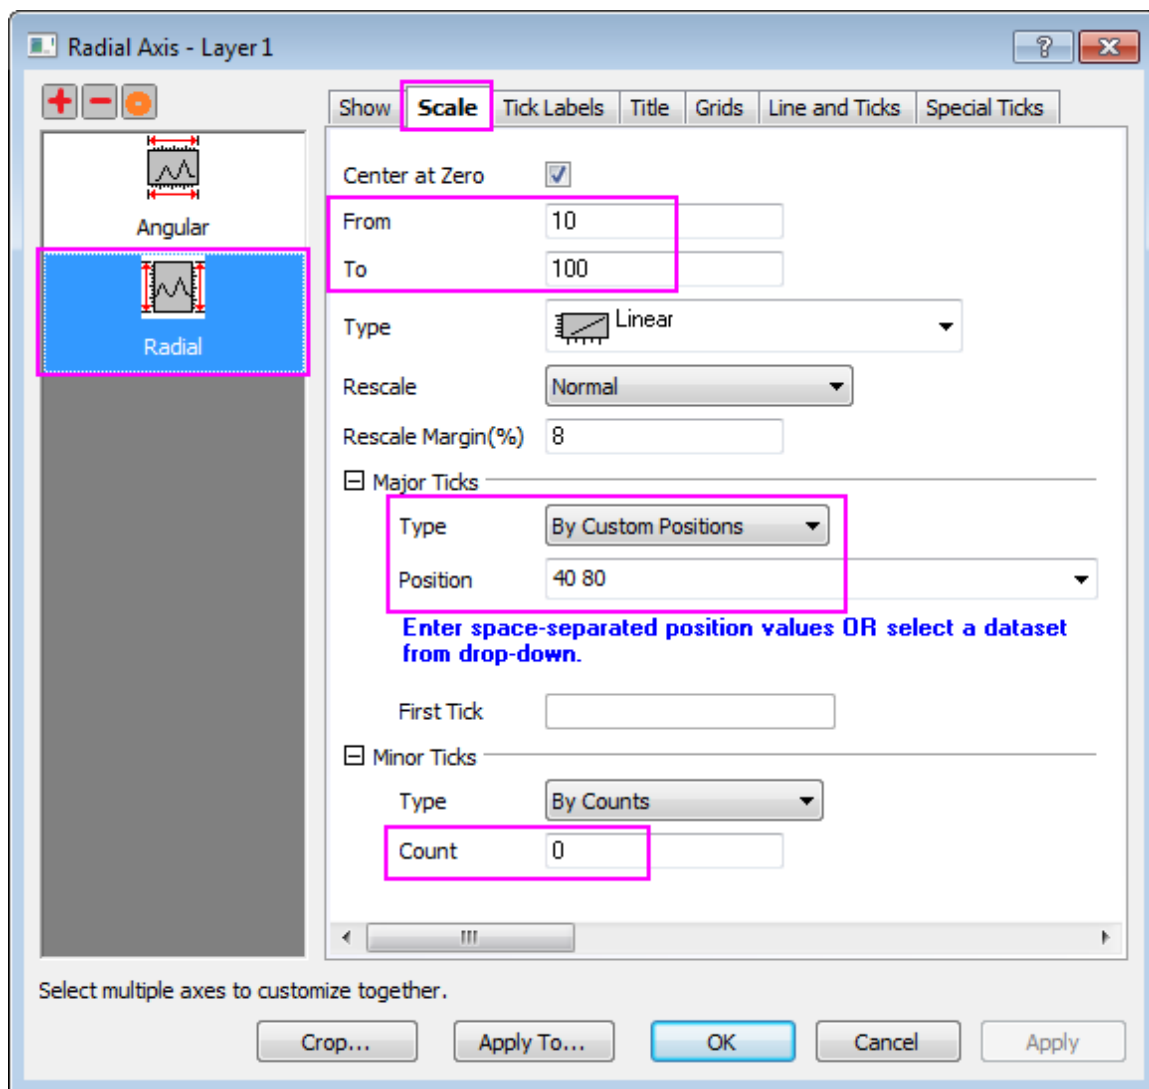 Radial Axis - Layer 1
Show Scale Tick Labels Title Grids Line and Ticks Special Ticks
Angular
Radial
Center at Zero
From 10
To 100
Type Linear
Rescale Normal
Rescale Margin(%) 8
Major Ticks
Type By Custom Positions
Position 40 80
Enter space-separated position values OR select a dataset
from drop-down.
First Tick
Minor Ticks
Type By Counts
Count 0
Select multiple axes to customize together.
Crop... Apply To... OK Cancel Apply